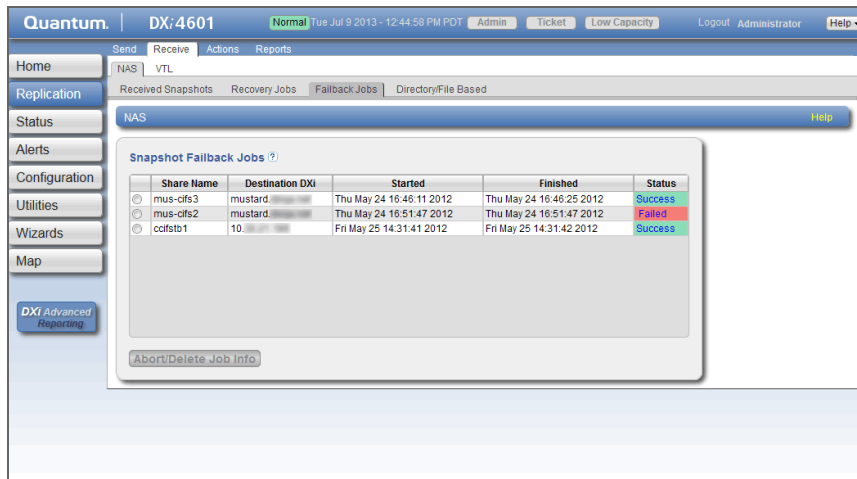 Quantum. DXi4601 Normal Tue Jul 9 2013 - 12:44:58 PM PDT Admin Ticket Low Capacity Logout Administrator Help
Send Receive Actions Reports
Home
NAS VTL
Replication
Received Snapshots Recovery Jobs Failback Jobs Directory/File Based
Status
NAS Help
Alerts
Snapshot Failback Jobs ?
Configuration
Share Name Destination DXi Started Finished Status
Utilities
mus-cifs3 mustard. Thu May 24 16:46:11 2012 Thu May 24 16:46:25 2012 Success
mus-cifs2 mustard. Thu May 24 16:51:47 2012 Thu May 24 16:51:47 2012 Failed
Wizards
ccifstb1 10. Fri May 25 14:31:41 2012 Fri May 25 14:31:42 2012 Success
Map
DXi Advanced
Reporting
Abort/Delete Job Info